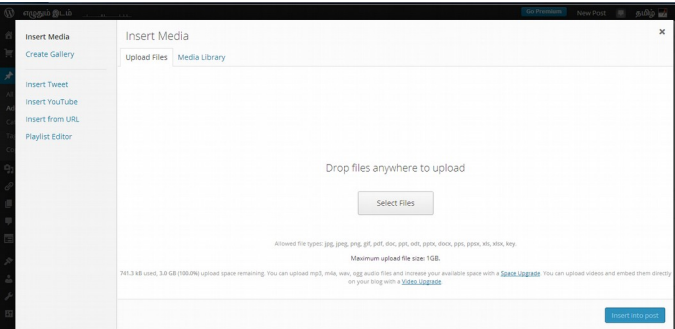 எழுதும் இடம்
Go Premium
New Post
தமிழ்
Insert Media
Create Gallery
Insert Tweet
Insert YouTube
Insert from URL
Playlist Editor
Insert Media
Upload Files
Media Library
Drop files anywhere to upload
Select Files
Allowed file types: jpg, jpeg, png, gif, pdf, doc, ppt, odt, pptx, docx, pps, ppsx, xls, xlsx, key.
Maximum upload file size: 1GB.
741.3 kB used, 3.0 GB (100.0%) upload space remaining. You can upload mp3, m4a, wav, ogg audio files and increase your available space with a Space Upgrade. You can upload videos and embed them directly
on your blog with a Video Upgrade
Insert into post